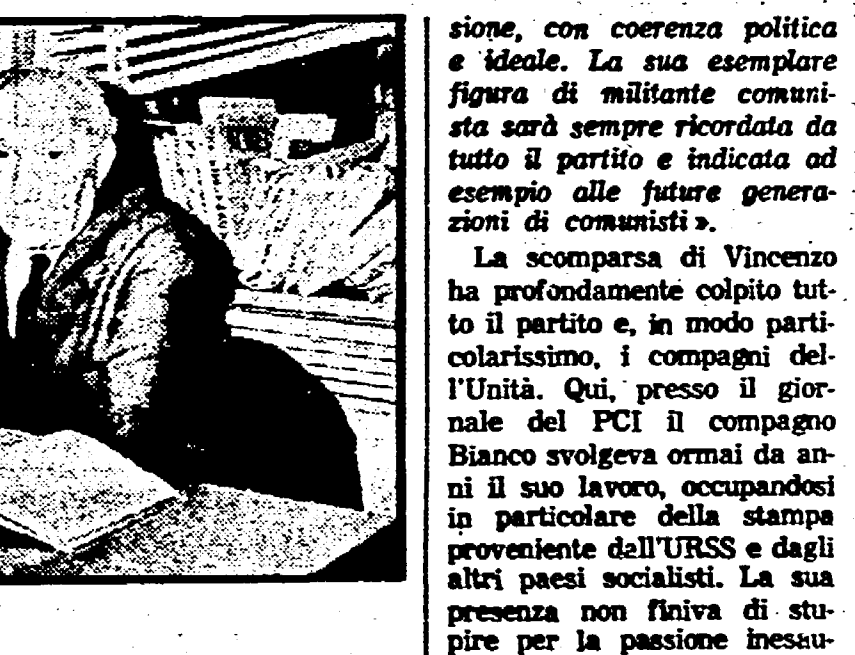 sione, con coerenza politica
e ideale. La sua esemplare
figura di militante comuni-
sta sarà sempre ricordata da
tutto il partito e indicata ad
esempio alle future genera-
zioni di comunisti».
La scomparsa di Vincenzo
ha profondamente colpito tut-
to il partito e, in modo parti-
colarissimo, i compagni del-
l'Unità. Qui, presso il gior-
nale del PCI il compagno
Bianco svolgeva ormai da an-
ni il suo lavoro, occupandosi
in particolare della stampa
proveniente dall'URSS e dagli
altri paesi socialisti. La sua
presenza non finiva di stu-
pire per la passione inesau-